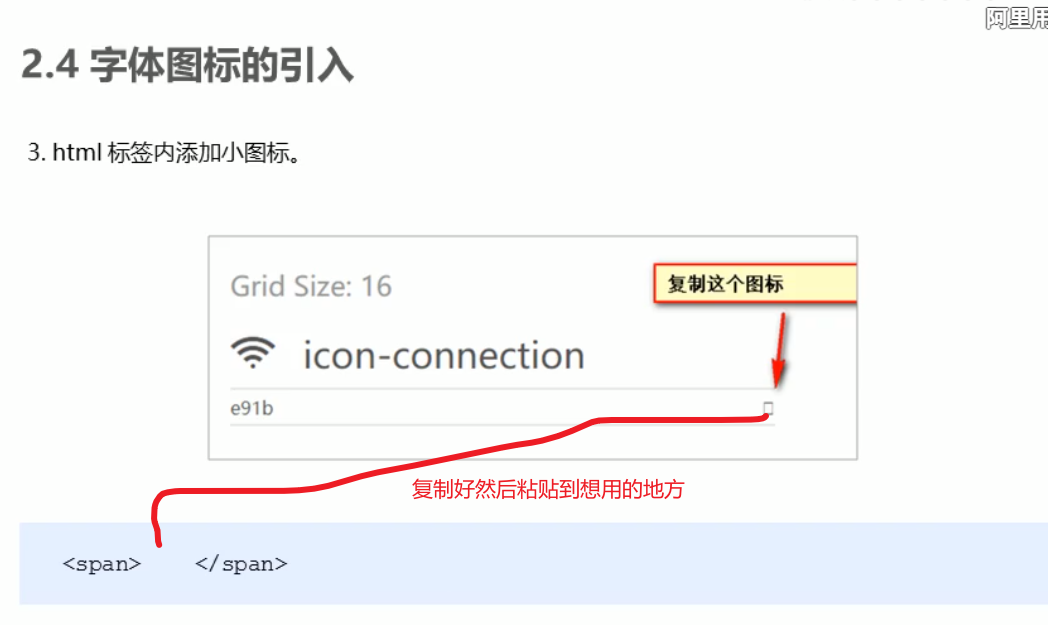 阿里用
2.4 字体图标的引入
3. html 标签内添加小图标。
Grid Size: 16
复制这个图标
icon-connection
e91b
复制好然后粘贴到想用的地方
<span>    </span>